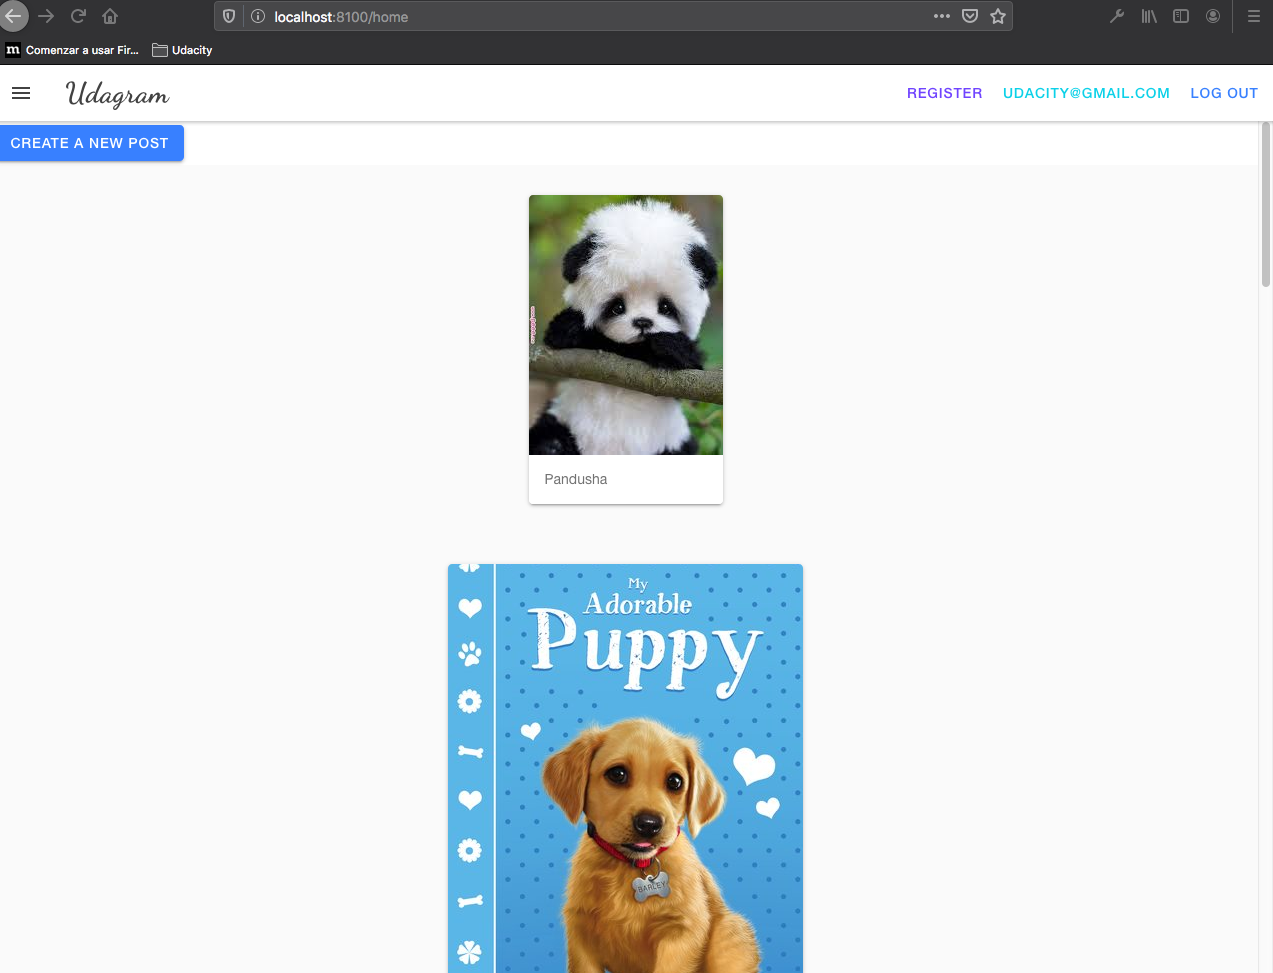 localhost:8100/home
m Comenzar a usar Fir... Udacity
Udagram
REGISTER UDACITY@GMAIL.COM LOG OUT
CREATE A NEW POST
Pandusha
My
Adorable
Puppy
BARLEY